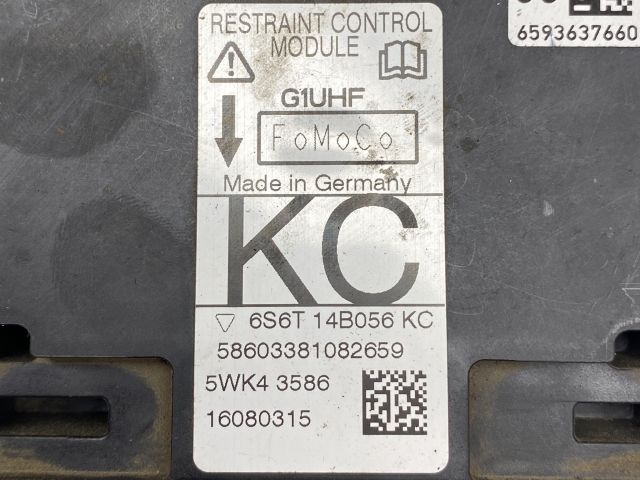 RESTRAINT CONTROL
MODULE
G1UHF
FoMoCo
Made in Germany
KC
6S6T 14B056 KC
58603381082659
5WK4 3586
16080315
6593637660